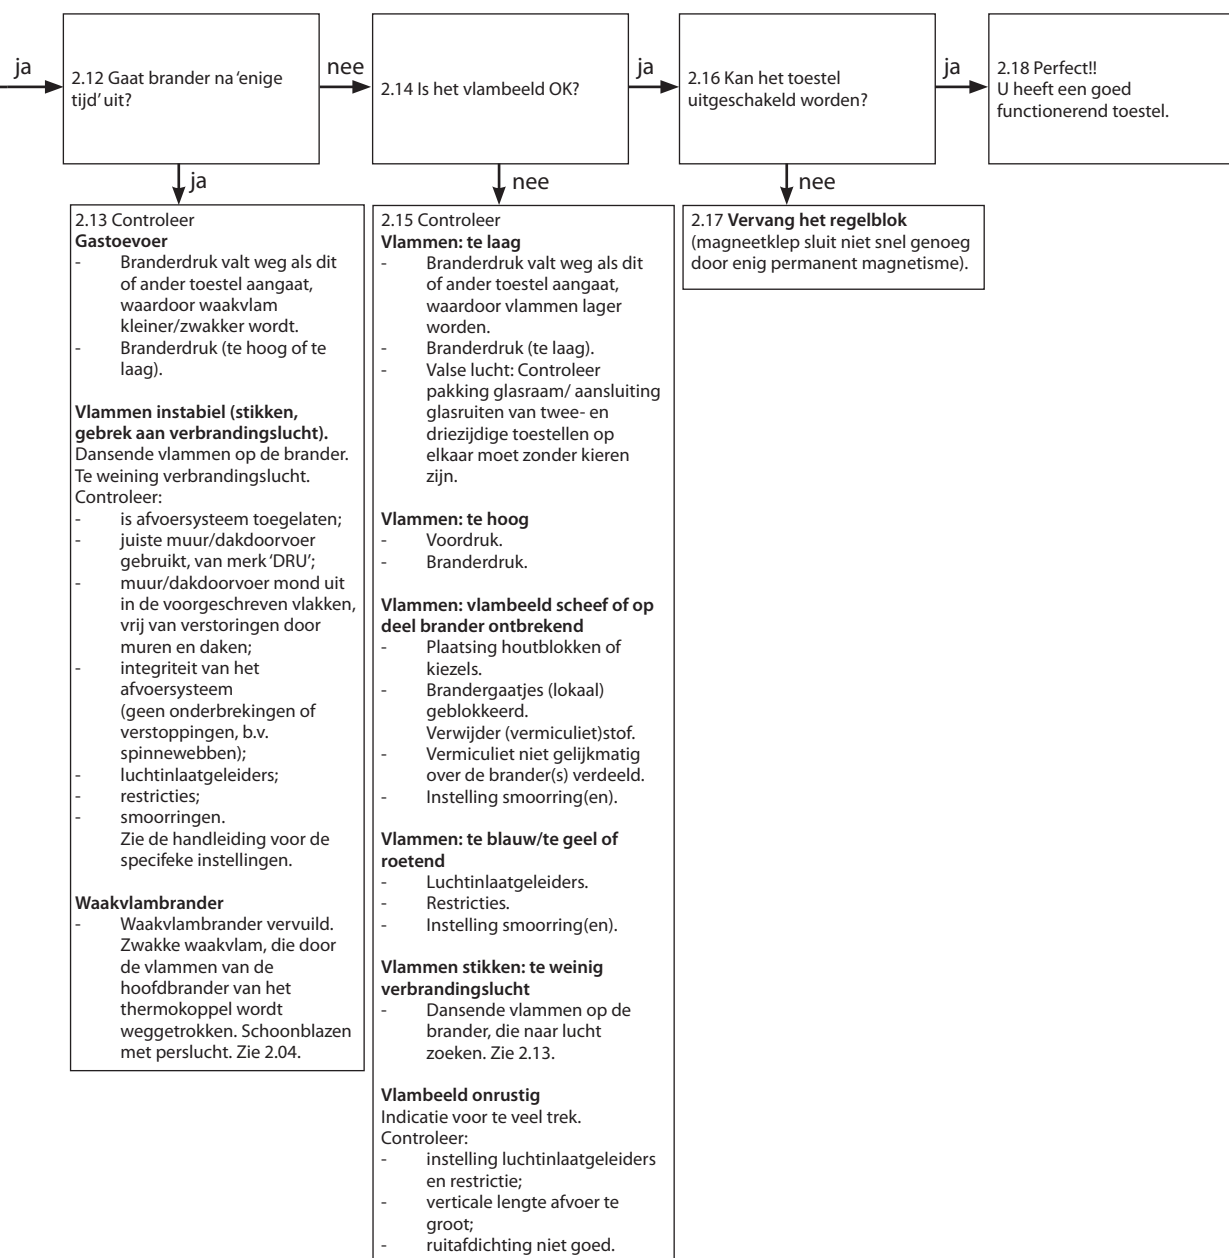 ja
2.12 Gaat brander na ‘enige
tijd’ uit?
nee
2.14 Is het vlambeeld OK?
ja
2.16 Kan het toestel
uitgeschakeld worden?
ja
2.18 Perfect!!
U heeft een goed
functionerend toestel.
ja
2.13 Controleer
Gastoevoer
- Branderdruk valt weg als dit
of ander toestel aangaat,
waardoor waakvlam
kleiner/zwakker wordt.
- Branderdruk (te hoog of te
laag).
Vlammen instabiel (stikken,
gebrek aan verbrandingslucht).
Dansende vlammen op de brander.
Te weining verbrandingslucht.
Controleer:
- is afvoersysteem toegelaten;
- juiste muur/dakdoorvoer
gebruikt, van merk ‘DRU’;
- muur/dakdoorvoer mond uit
in de voorgeschreven vlakken,
vrij van verstoringen door
muren en daken;
- integriteit van het
afvoersysteem
(geen onderbrekingen of
verstoppingen, b.v.
spinnewebben);
- luchtinlaatgeleiders;
- restricties;
- smoorringen.
Zie de handleiding voor de
specifeke instellingen.
Waakvlambrander
- Waakvlambrander vervuild.
Zwakke waakvlam, die door
de vlammen van de
hoofdbrander van het
thermokoppel wordt
weggetrokken. Schoonblazen
met perslucht. Zie 2.04.
nee
2.15 Controleer
Vlammen: te laag
- Branderdruk valt weg als dit
of ander toestel aangaat,
waardoor vlammen lager
worden.
- Branderdruk (te laag).
- Valse lucht: Controleer
pakking glasraam/ aansluiting
glasruiten van twee- en
driezijdige toestellen op
elkaar moet zonder kieren
zijn.
Vlammen: te hoog
- Voordruk.
- Branderdruk.
Vlammen: vlambeeld scheef of op
deel brander ontbrekend
- Plaatsing houtblokken of
kiezels.
- Brandergaatjes (lokaal)
geblokkeerd.
Verwijder (vermiculiet)stof.
- Vermiculiet niet gelijkmatig
over de brander(s) verdeeld.
- Instelling smoorring(en).
Vlammen: te blauw/te geel of
roetend
- Luchtinlaatgeleiders.
- Restricties.
- Instelling smoorring(en).
Vlammen stikken: te weinig
verbrandingslucht
- Dansende vlammen op de
brander, die naar lucht
zoeken. Zie 2.13.
Vlambeeld onrustig
Indicatie voor te veel trek.
Controleer:
- instelling luchtinlaatgeleiders
en restrictie;
- verticale lengte afvoer te
groot;
- ruitafdichting niet goed.
nee
2.17 Vervang het regelblok
(magneetklep sluit niet snel genoeg
door enig permanent magnetisme).